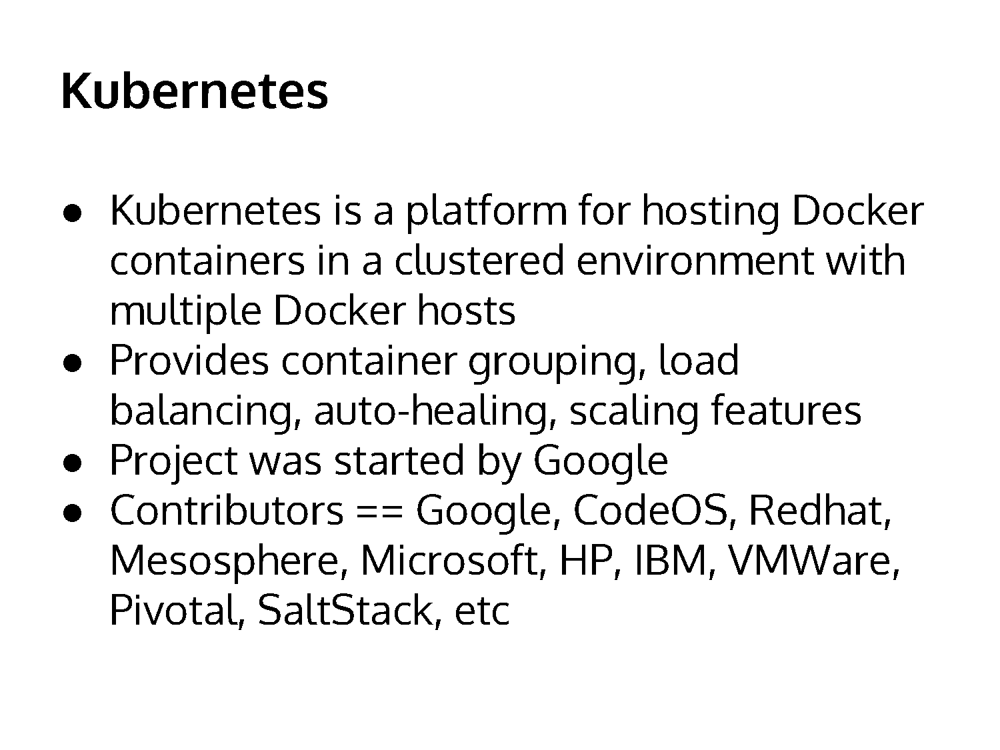 Kubernetes
● Kubernetes is a platform for hosting Docker
containers in a clustered environment with
multiple Docker hosts
● Provides container grouping, load
balancing, auto-healing, scaling features
● Project was started by Google
● Contributors == Google, CodeOS, Redhat,
Mesosphere, Microsoft, HP, IBM, VMWare,
Pivotal, SaltStack, etc